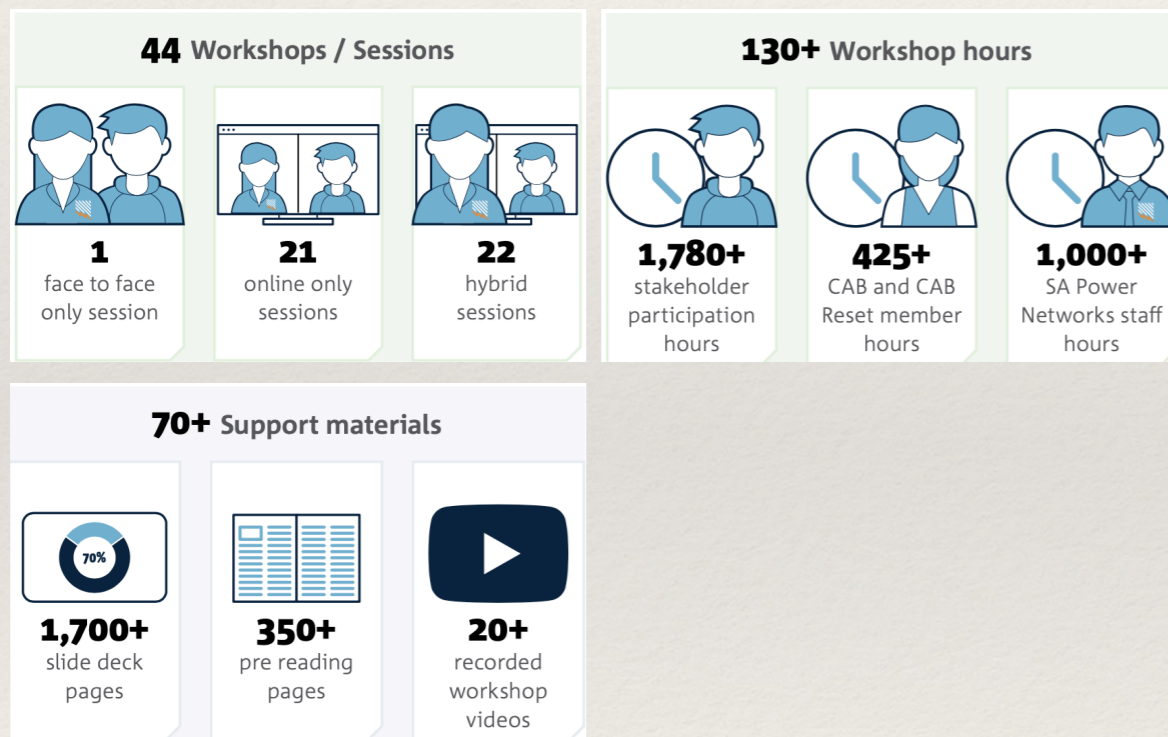 44 Workshops / Sessions
1
face to face
only session
21
online only
sessions
22
hybrid
sessions
130+ Workshop hours
1,780+
stakeholder
participation
hours
425+
CAB and CAB
Reset member
hours
1,000+
SA Power
Networks staff
hours
70+ Support materials
70%
1,700+
slide deck
pages
350+
pre reading
pages
20+
recorded
workshop
videos